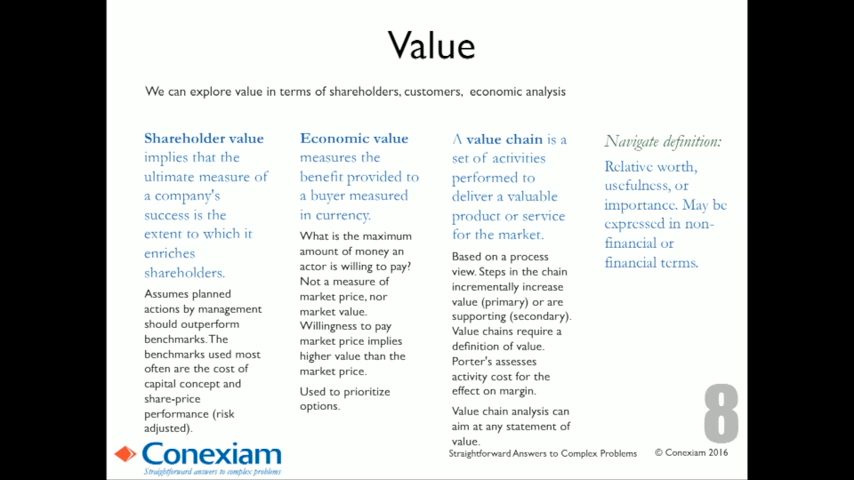 Value
We can explore value in terms of shareholders, customers, economic analysis
Shareholder value
implies that the
ultimate measure of
a company's
success is the
extent to which it
enriches
shareholders.
Assumes planned
actions by management
should outperform
benchmarks. The
benchmarks used most
often are the cost of
capital concept and
share-price
performance (risk
adjusted).
Economic value
measures the
benefit provided to
a buyer measured
in currency.
What is the maximum
amount of money an
actor is willing to pay?
Not a measure of
market price, nor
market value.
Willingness to pay
market price implies
higher value than the
market price.
Used to prioritize
options.
A value chain is a
set of activities
performed to
deliver a valuable
product or service
for the market.
Based on a process
view. Steps in the chain
incrementally increase
value (primary) or are
supporting (secondary).
Value chains require a
definition of value.
Porter's assesses
activity cost for the
effect on margin.
Value chain analysis can
aim at any statement of
value.
Navigate definition:
Relative worth,
usefulness, or
importance. May be
expressed in non-
financial or
financial terms.
8
Conexiam
Straightforward answers to complex problems
Straightforward Answers to Complex Problems
© Conexiam 2016